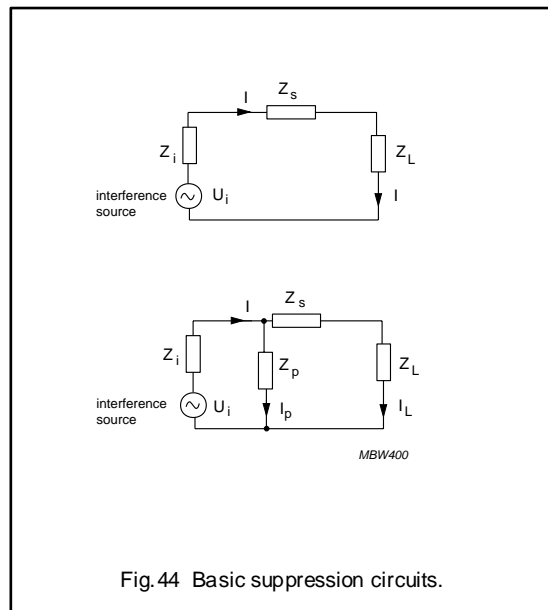 I
Z_s
Z_i
Z_L
interference
source
U_i
I
I
Z_s
Z_i
Z_p
Z_L
interference
source
U_i
I_p
I_L
MBW400
Fig.44 Basic suppression circuits.